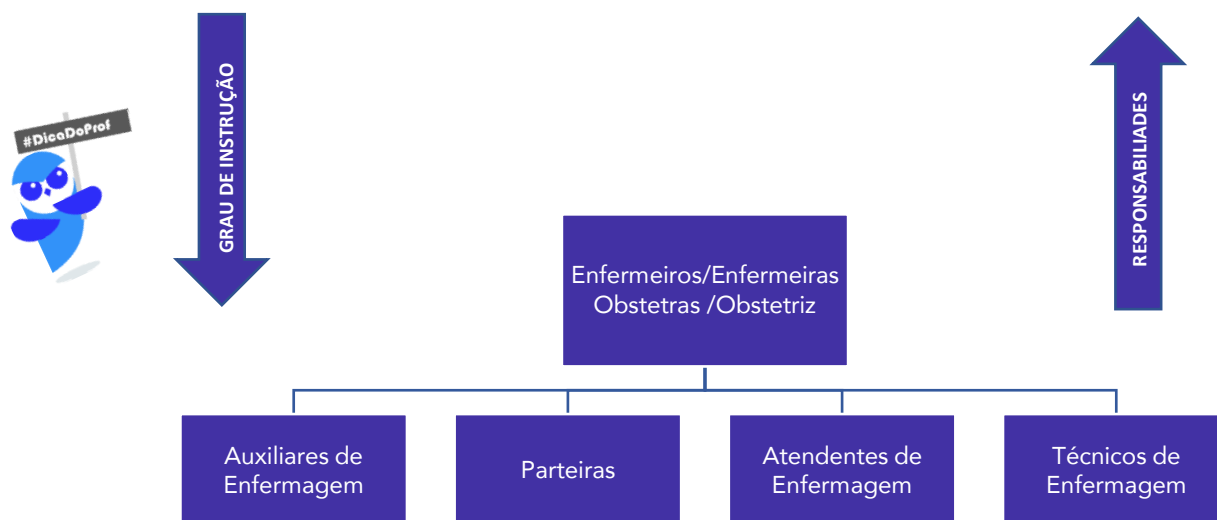 #DicaDoProf
GRAU DE INSTRUÇÃO
RESPONSABILIADES
Enfermeiros/Enfermeiras
Obstetras /Obstetriz
Auxiliares de
Enfermagem
Parteiras
Atendentes de
Enfermagem
Técnicos de
Enfermagem